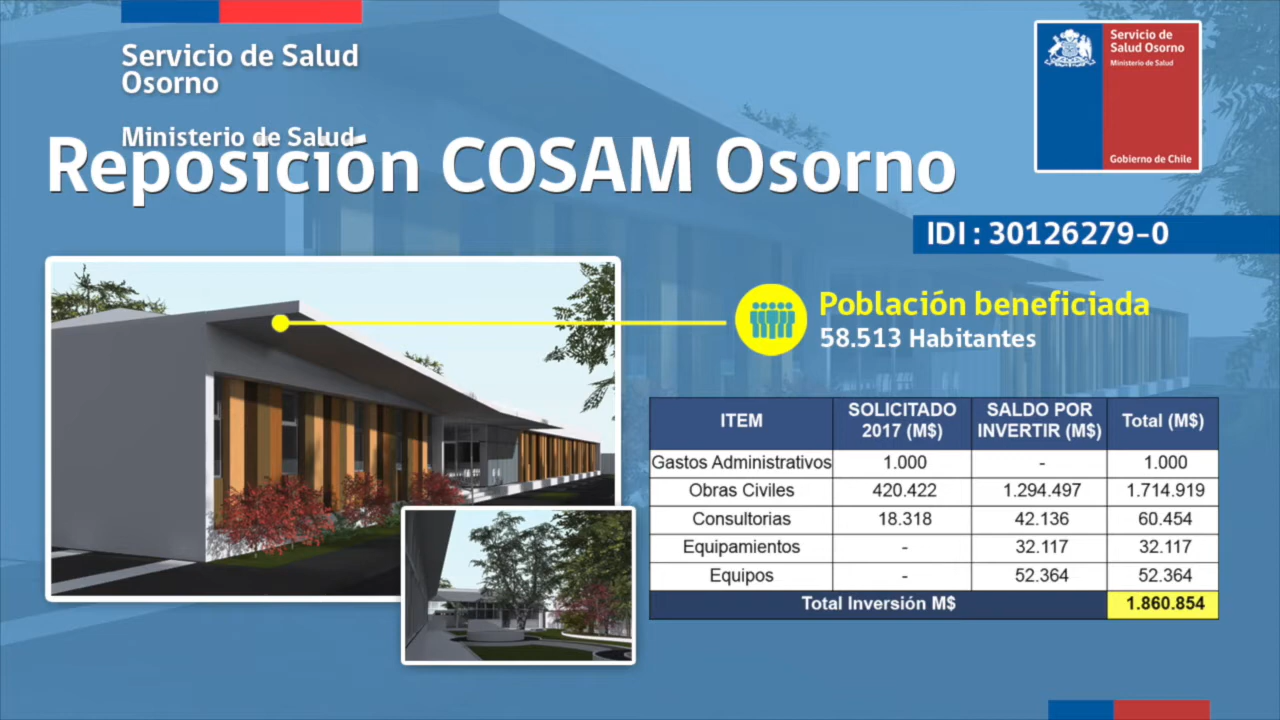 Servicio de Salud
Osorno
Ministerio de Salud
Reposición COSAM Osorno
Servicio de
Salud Osorno
Ministerio de Salud
Gobierno de Chile
IDI : 30126279-0
Población beneficiada
58.513 Habitantes
ITEM SOLICITADO 2017 (M$) SALDO POR INVERTIR (M$) Total (M$)
Gastos Administrativos 1.000 - 1.000
Obras Civiles 420.422 1.294.497 1.714.919
Consultorias 18.318 42.136 60.454
Equipamientos - 32.117 32.117
Equipos - 52.364 52.364
Total Inversión M$ 1.860.854